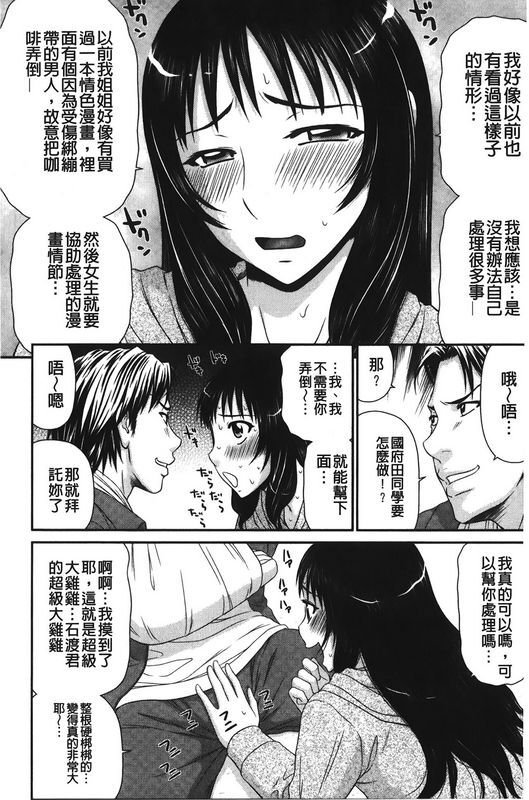 我好像以前也
有看過這樣子
的情形…
我想應該…是
沒有辦法自己
處理很多事—
以前我姐姐好像有買
過一本情色漫畫，裡
面有個因為受傷綁繃
帶的男人，故意把咖
啡弄倒—
然後女生就要
協助處理的漫
畫情節…
哦～唔…
那？
國府田同學要
怎麼做！？
…我、我
不需要你
弄倒～
就能幫下
面…
だらだら
だらだら
唔～嗯
那就拜
託妳了
我真的可以嗎，可
以幫你處理嗎…
啊啊…我摸到了
耶，這就是超級
大雞雞…石渡君
的超級大雞雞
整根硬梆梆的…
變得真的非常大
耶～…